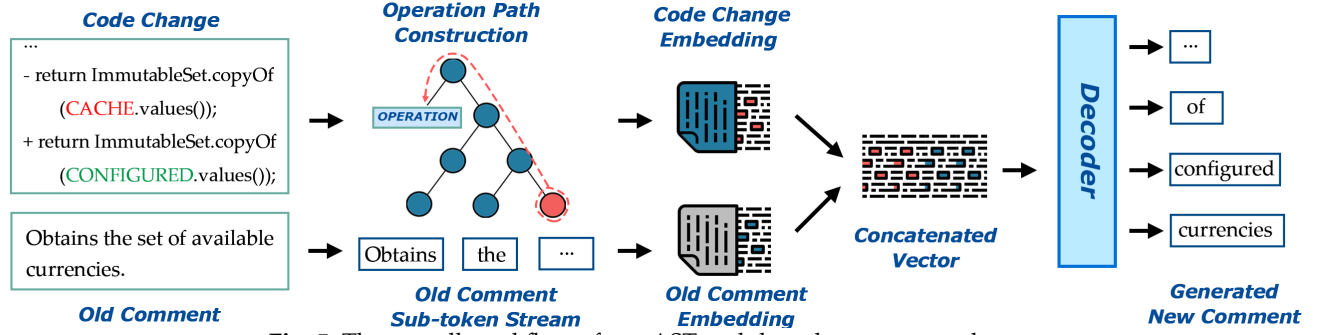 Code Change
...
- return ImmutableSet.copyOf
(CACHE.values());
+ return ImmutableSet.copyOf
(CONFIGURED.values());
Obtains the set of available
currencies.
Old Comment
Operation Path
Construction
OPERATION
Obtains
the
...
Old Comment
Sub-token Stream
Code Change
Embedding
Old Comment
Embedding
Concatenated
Vector
Decoder
...
of
configured
currencies
Generated
New Comment